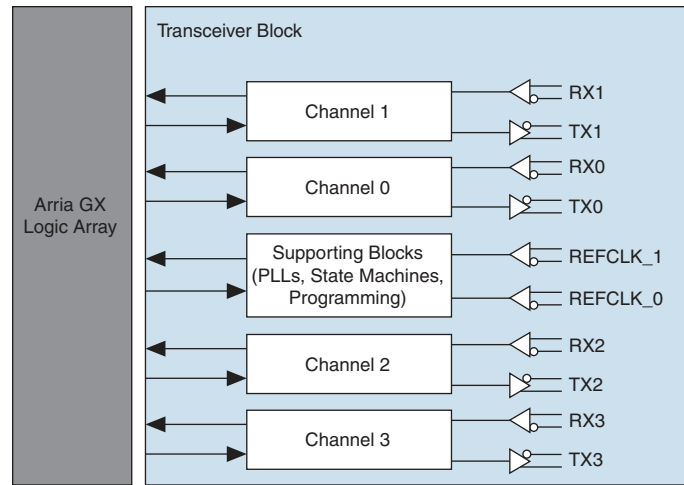 Transceiver Block
Arria GX
Logic Array
Channel 1
RX1
TX1
Channel 0
RX0
TX0
Supporting Blocks
(PLLs, State Machines,
Programming)
REFCLK_1
REFCLK_0
Channel 2
RX2
TX2
Channel 3
RX3
TX3